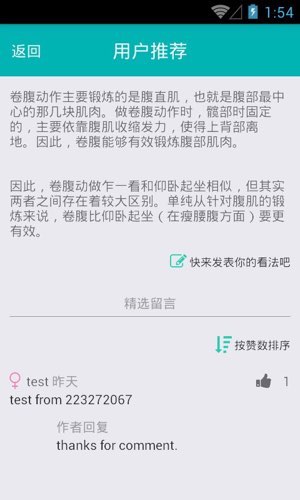 1:54
返回
用户推荐
卷腹动作主要锻炼的是腹直肌，也就是腹部最中
心的那几块肌肉。做卷腹动作时，髋部时固定
的，主要依靠腹肌收缩发力，使得上背部离
地。因此，卷腹能够有效锻炼腹部肌肉。
因此，卷腹动做乍一看和仰卧起坐相似，但其实
两者之间存在着较大区别。单纯从针对腹肌的锻
炼来说，卷腹比仰卧起坐（在瘦腰腹方面）要更
有效。
快来发表你的看法吧
精选留言
按赞数排序
test 昨天
1
test from 223272067
作者回复
thanks for comment.